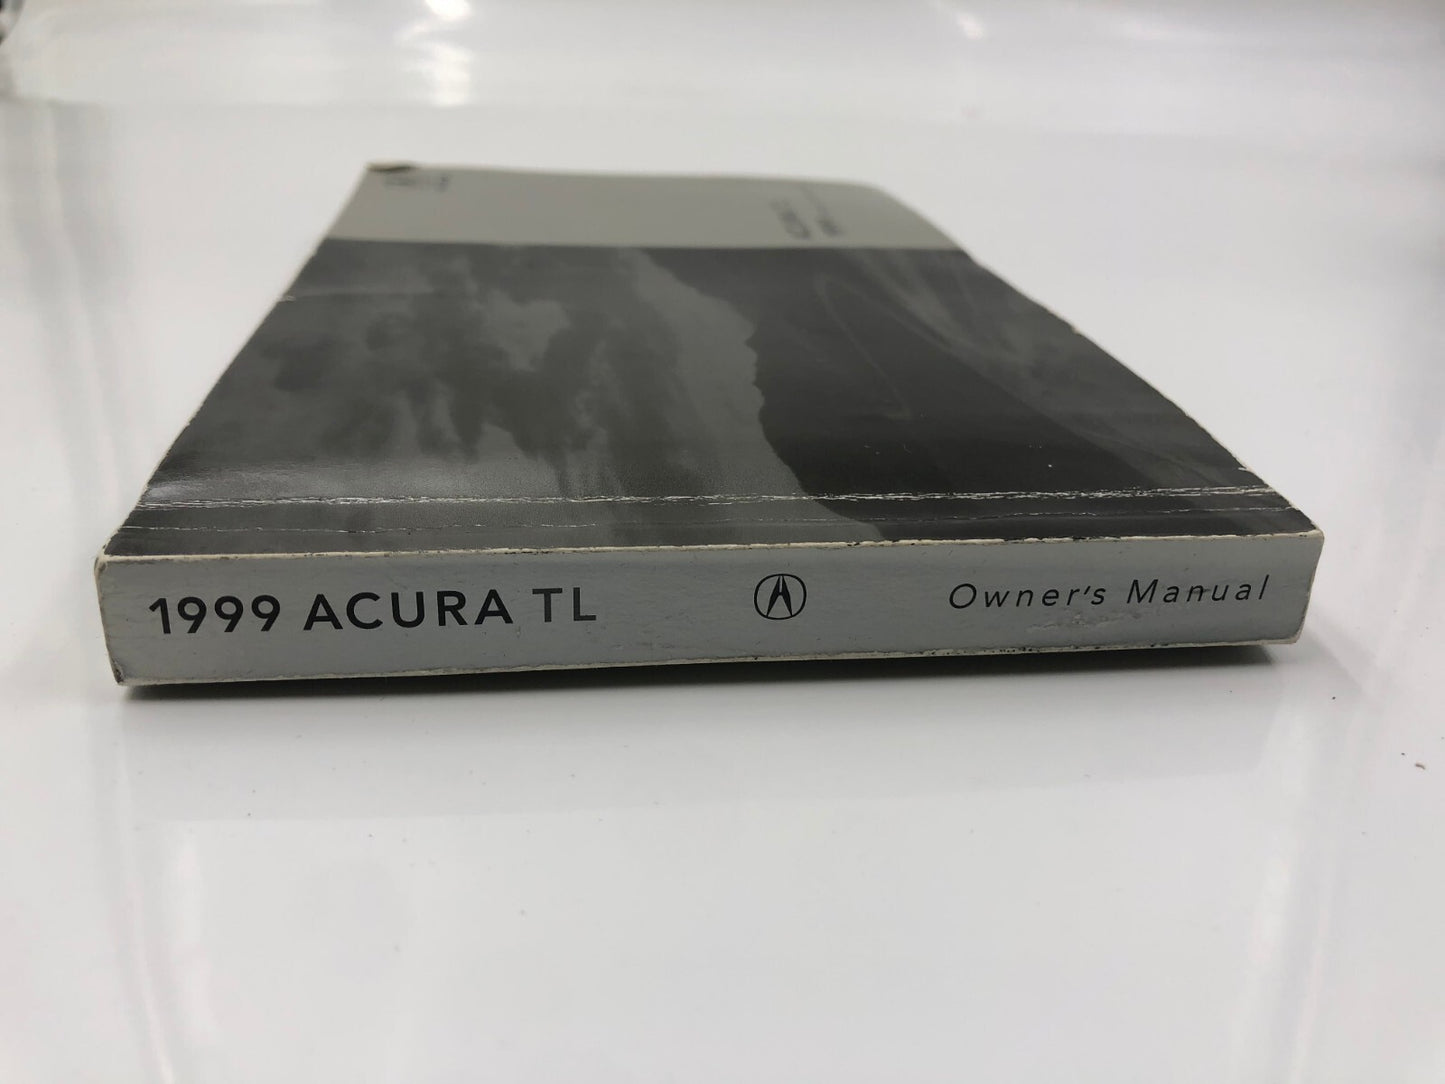 1999 ACURA TL Owner's Manual